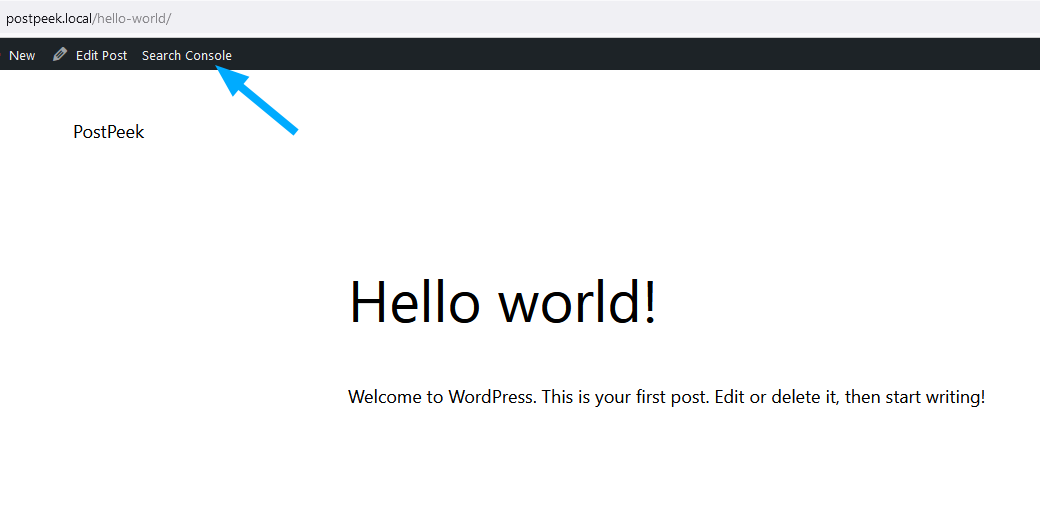 postpeek.local/hello-world/
New Edit Post Search Console
PostPeek
Hello world!
Welcome to WordPress. This is your first post. Edit or delete it, then start writing!